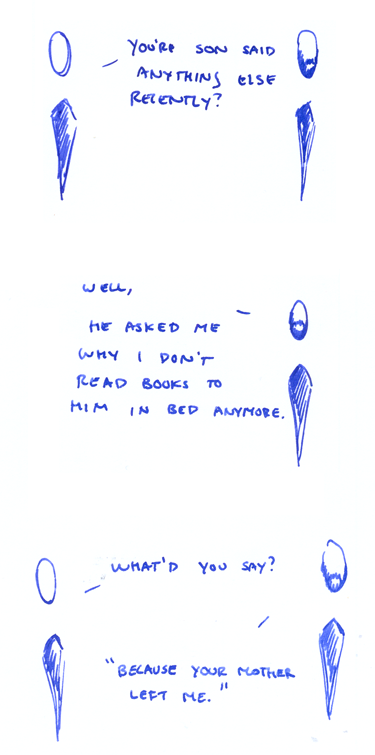 YOU'RE SON SAID
ANYTHING ELSE
RECENTLY?
WELL,
HE ASKED ME
WHY I DON'T
READ BOOKS TO
HIM IN BED ANYMORE.
WHAT'D YOU SAY?
"BECAUSE YOUR MOTHER
LEFT ME."